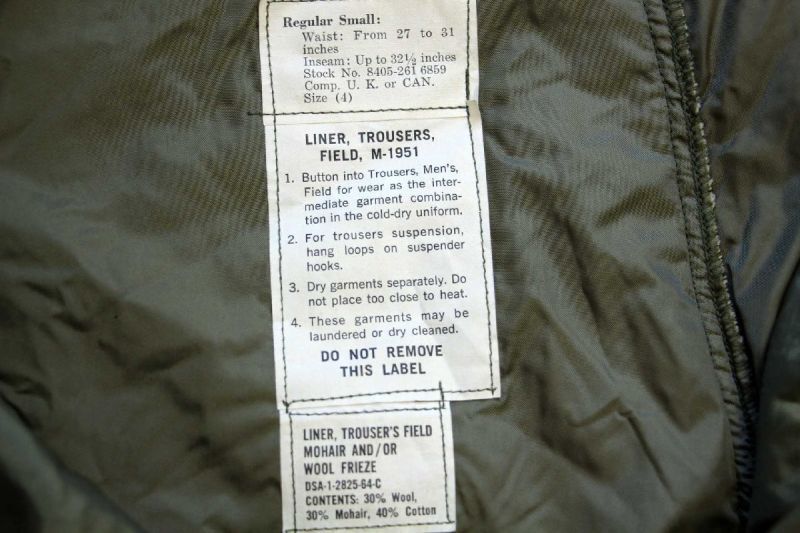 Regular Small:
Waist: From 27 to 31
inches
Inseam: Up to 32½ inches
Stock No. 8405-261 6859
Comp. U. K. or CAN.
Size (4)
LINER, TROUSERS,
FIELD, M-1951
1. Button into Trousers, Men's,
Field for wear as the inter-
mediate garment combina-
tion in the cold-dry uniform.
2. For trousers suspension,
hang loops on suspender
hooks.
3. Dry garments separately. Do
not place too close to heat.
4. These garments may be
laundered or dry cleaned.
DO NOT REMOVE
THIS LABEL
LINER, TROUSER'S FIELD
MOHAIR AND/OR
WOOL FRIEZE
DSA-1-2825-64-C
CONTENTS: 30% Wool,
30% Mohair, 40% Cotton